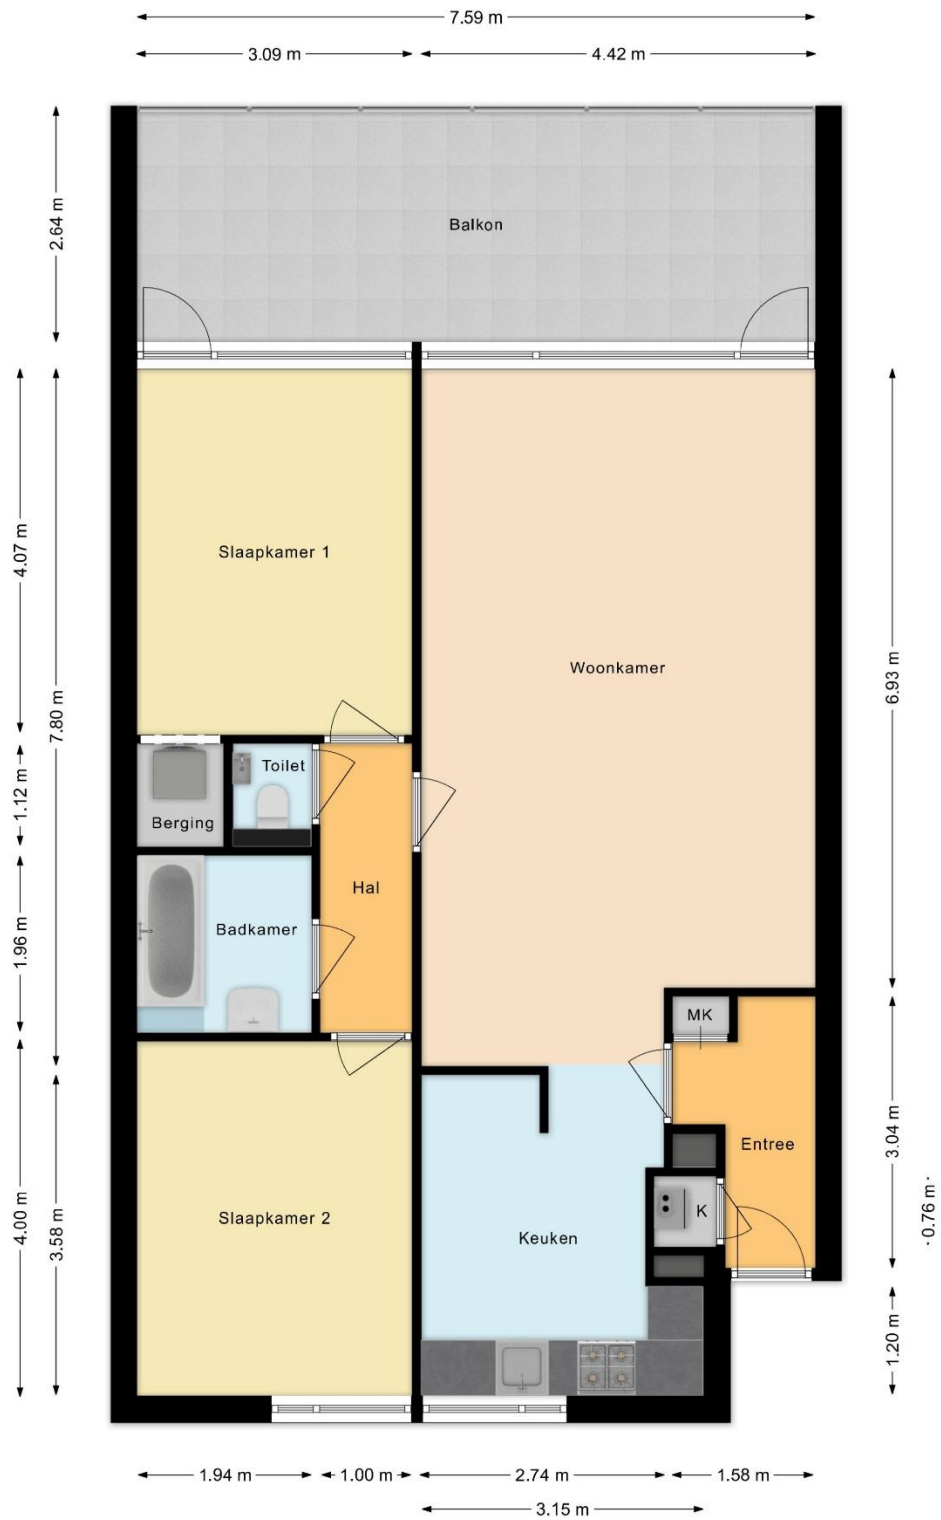 7.59 m
3.09 m
4.42 m
2.64 m
Balkon
4.07 m
7.80 m
Slaapkamer 1
Woonkamer
6.93 m
1.12 m
Toilet
Berging
Hal
1.96 m
Badkamer
MK
Entree
3.04 m
0.76 m
4.00 m
3.58 m
Slaapkamer 2
K
Keuken
1.20 m
1.94 m
1.00 m
2.74 m
1.58 m
3.15 m